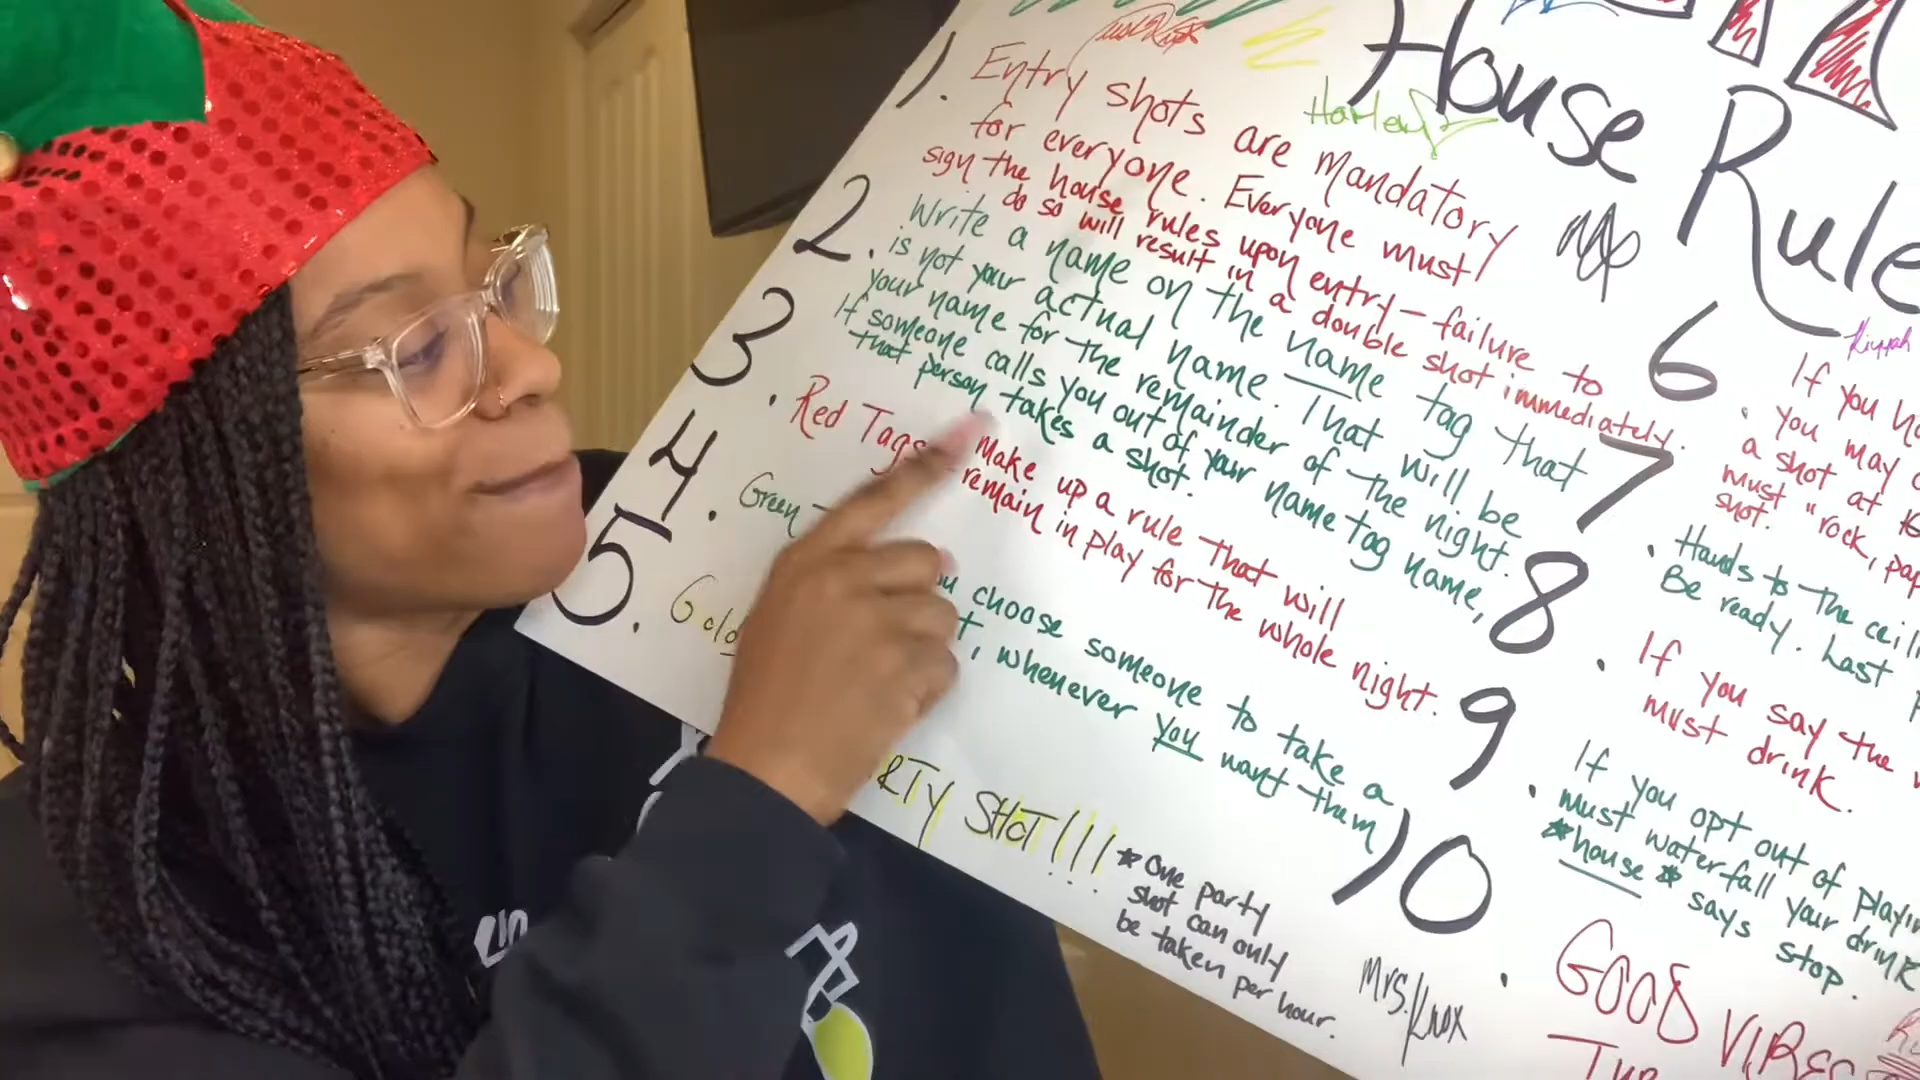 House Rule
Harlem
1. Entry shots are mandatory
for everyone. Everyone must
sign the house rules upon entry – failure to
do so will result in a double shot immediately.
2. Write a name on the name tag that
is not your actual name. That will be
your name for the remainder of the night.
If someone calls you out of your name tag name,
that person takes a shot.
3. Red Tags
Make up a rule that will
remain in play for the whole night.
4. Green
choose someone to take a
, whenever you want them
5. Gold
RTY SHOT!!!
* One party
shot can only
be taken per hour.
6. If you ha
you may
a shot at
must "rock, pap
shot.
7. Hands to the ceili
Be ready. Last
8. If you say the
must drink.
9. If you opt out of playin
must waterfall your drink
*house* says stop.
10. GOOD VIBES
Mrs. Knox